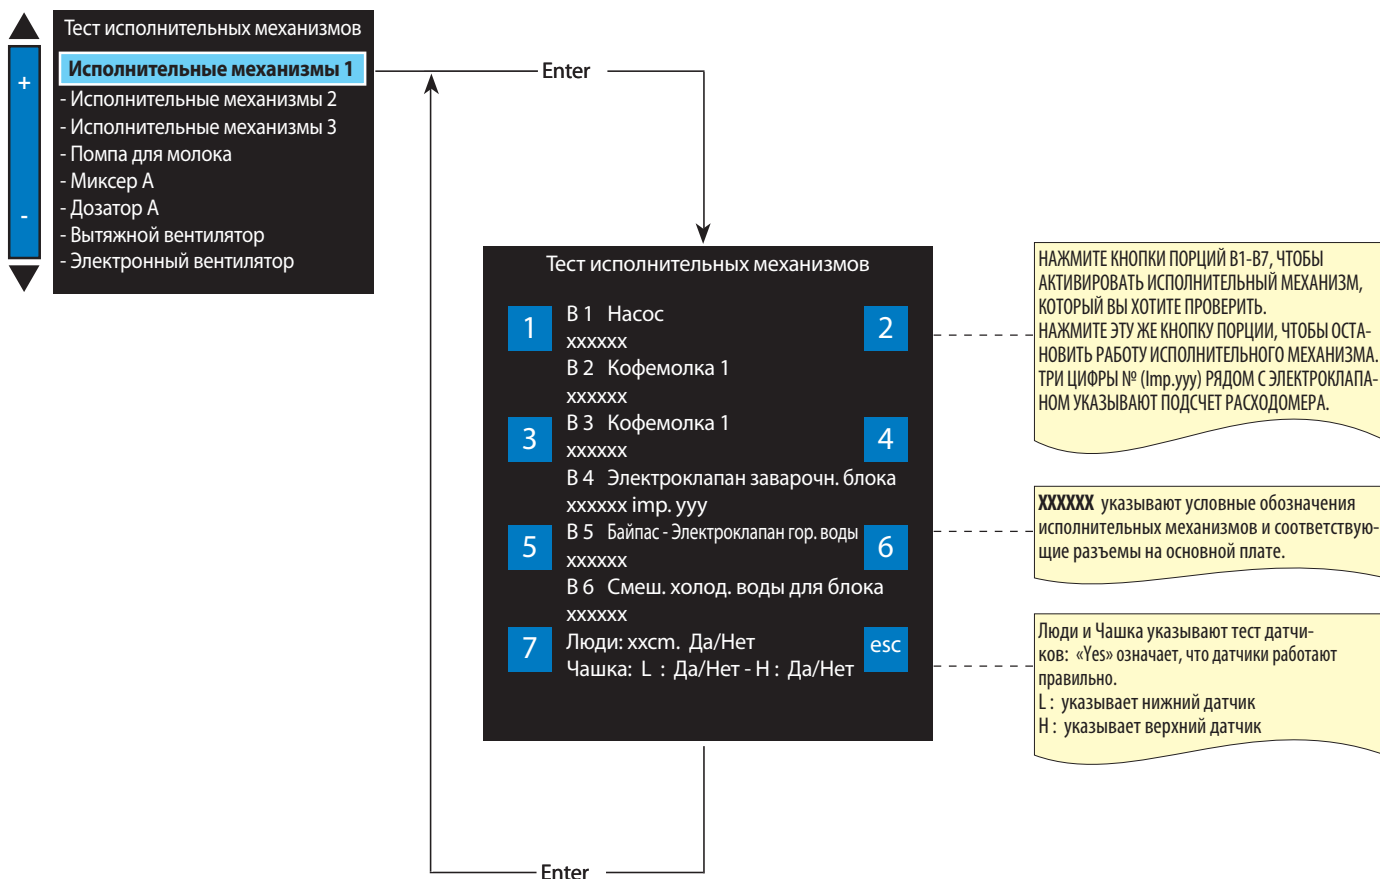 Тест исполнительных механизмов
+
-
Исполнительные механизмы 1
- Исполнительные механизмы 2
- Исполнительные механизмы 3
- Помпа для молока
- Миксер A
- Дозатор A
- Вытяжной вентилятор
- Электронный вентилятор
Enter
Тест исполнительных механизмов
1
2
3
4
5
6
7
esc
B 1 Насос
xxxxxx
B 2 Кофемолка 1
xxxxxx
B 3 Кофемолка 1
xxxxxx
B 4 Электроклапан заварочн. блока
xxxxxx imp. yyy
B 5 Байпас - Электроклапан гор. воды
xxxxxx
B 6 Смеш. холод. воды для блока
xxxxxx
Люди: xxcm. Да/Нет
Чашка: L : Да/Нет - H : Да/Нет
НАЖМИТЕ КНОПКИ ПОРЦИЙ B1-B7, ЧТОБЫ
АКТИВИРОВАТЬ ИСПОЛНИТЕЛЬНЫЙ МЕХАНИЗМ,
КОТОРЫЙ ВЫ ХОТИТЕ ПРОВЕРИТЬ.
НАЖМИТЕ ЭТУ ЖЕ КНОПКУ ПОРЦИИ, ЧТОБЫ ОСТА-
НОВИТЬ РАБОТУ ИСПОЛНИТЕЛЬНОГО МЕХАНИЗМА.
ТРИ ЦИФРЫ № (Imp.yyy) РЯДОМ С ЭЛЕКТРОКЛАПА-
НОМ УКАЗЫВАЮТ ПОДСЧЕТ РАСХОДОМЕРА.
XXXXXX указывают условные обозначения
исполнительных механизмов и соответствую-
щие разъемы на основной плате.
Люди и Чашка указывают тест датчи-
ков: «Yes» означает, что датчики работают
правильно.
L : указывает нижний датчик
H : указывает верхний датчик
Enter